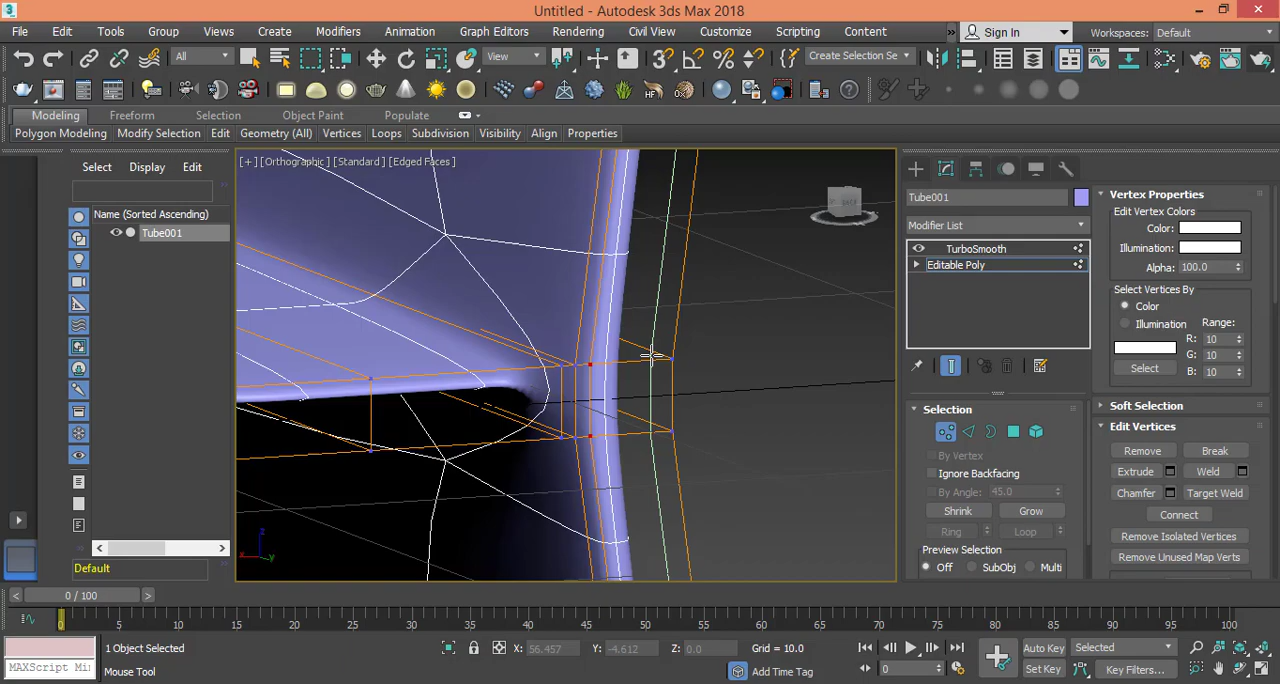 Untitled - Autodesk 3ds Max 2018
File Edit Tools Group Views Create Modifiers Animation Graph Editors Rendering Civil View Customize Scripting Content » Sign In Workspaces: Default
All View Create Selection Se
Modeling Freeform Selection Object Paint Populate
Polygon Modeling Modify Selection Edit Geometry (All) Vertices Loops Subdivision Visibility Align Properties
Select Display Edit
Name (Sorted Ascending)
Tube001
Default
[+] [Orthographic ] [Standard ] [Edged Faces ]
BACK
z
x
y
Tube001
Modifier List
TurboSmooth
Editable Poly
Selection
By Vertex
Ignore Backfacing
By Angle: 45.0
Shrink Grow
Ring Loop
Preview Selection
Off SubObj Multi
Vertex Properties
Edit Vertex Colors
Color:
Illumination:
Alpha: 100.0
Select Vertices By
Color
Illumination Range:
R: 10
G: 10
B: 10
Select
Soft Selection
Edit Vertices
Remove Break
Extrude Weld
Chamfer Target Weld
Connect
Remove Isolated Vertices
Remove Unused Map Verts
< 0 / 100 >
0 5 10 15 20 25 30 35 40 45 50 55 60 65 70 75 80 85 90 95 100
MAXScript Mi
1 Object Selected
Mouse Tool
X: 56.457 Y: -4.612 Z: 0.0 Grid = 10.0
Add Time Tag
0
Auto Key Selected
Set Key Key Filters...